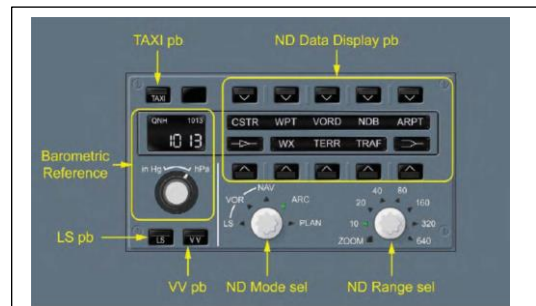 TAXI pb
ND Data Display pb
TAXI
QNH 1013
1013
CSTR WPT VORD NDB ARPT
WX TERR TRAF
Barometric
Reference
in Hg hPa
NAV
VOR
ARC
LS
PLAN
40 80
20 160
10 320
ZOOM 640
LS pb
LS VV
VV pb
ND Mode sel
ND Range sel